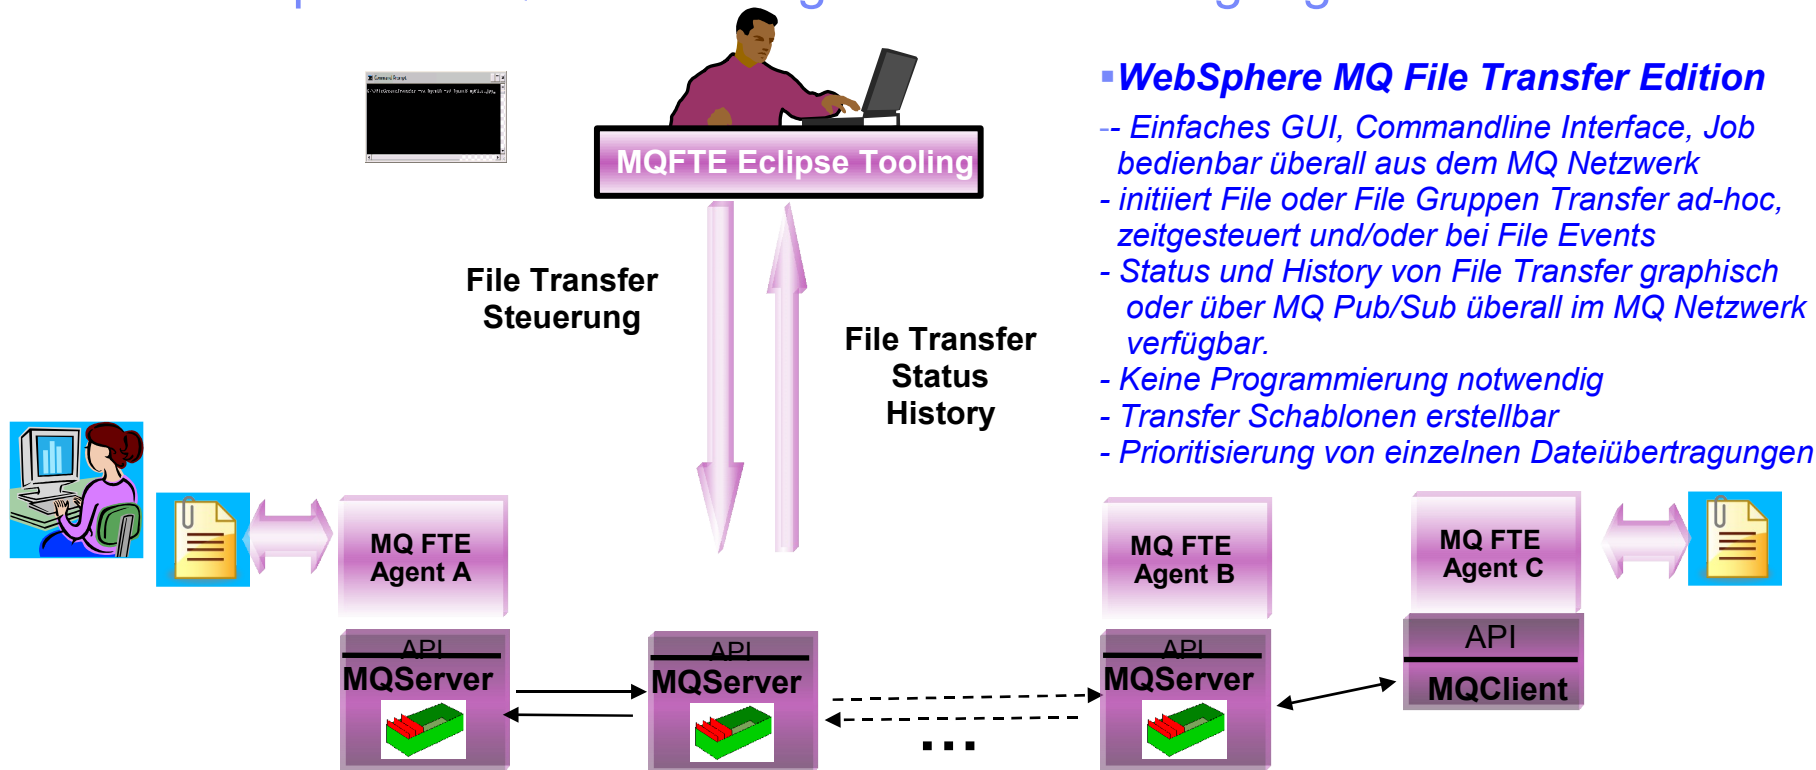 MQFTE Eclipse Tooling
WebSphere MQ File Transfer Edition
-- Einfaches GUI, Commandline Interface, Job
bedienbar überall aus dem MQ Netzwerk
- initiiert File oder File Gruppen Transfer ad-hoc,
zeitgesteuert und/oder bei File Events
- Status und History von File Transfer graphisch
oder über MQ Pub/Sub überall im MQ Netzwerk
verfügbar.
- Keine Programmierung notwendig
- Transfer Schablonen erstellbar
- Prioritisierung von einzelnen Dateiübertragungen
File Transfer
Steuerung
File Transfer
Status
History
MQ FTE
Agent A
MQ FTE
Agent B
MQ FTE
Agent C
API
MQServer
API
MQServer
...
API
MQServer
API
MQClient